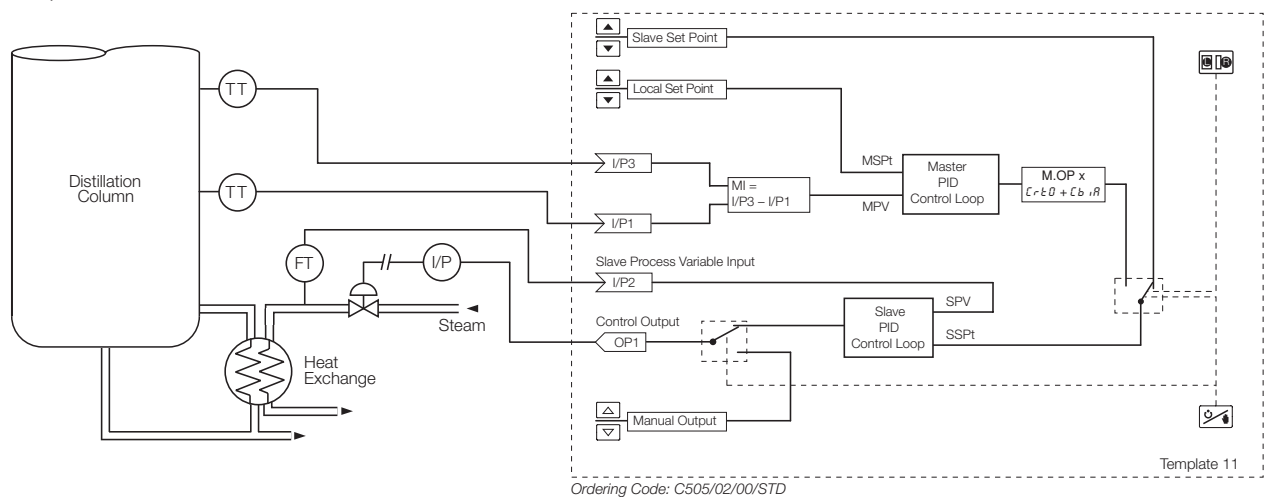 Slave Set Point
Local Set Point
TT
I/P3
MSPt
Master
PID
Control Loop
M.OP x
CrtO + CbiA
Distillation
Column
TT
MI =
I/P3 – I/P1
MPV
I/P1
FT
I/P
Slave Process Variable Input
I/P2
SPV
Steam
Control Output
OP1
Slave
PID
Control Loop
SSPt
Heat
Exchange
Manual Output
L
R
Template 11
Ordering Code: C505/02/00/STD